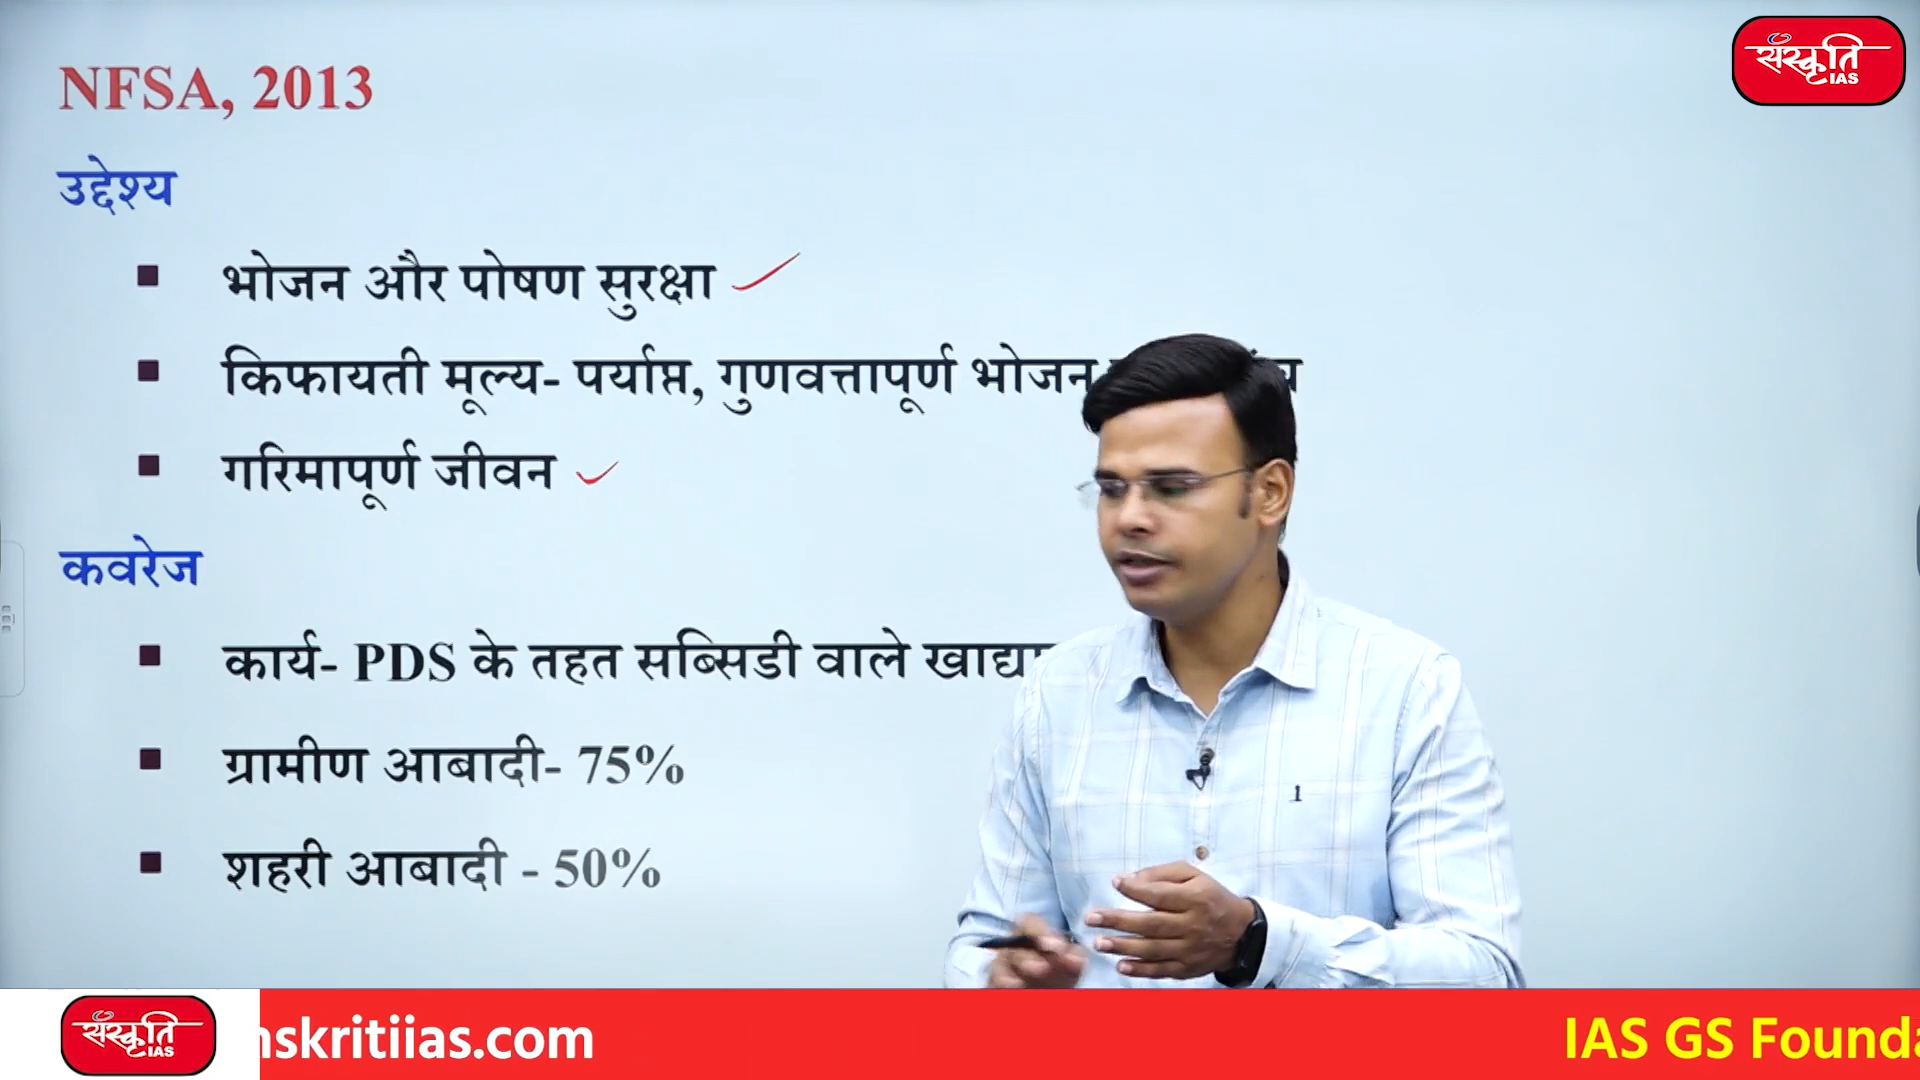 संस्कृति
IAS
NFSA, 2013
उद्देश्य
भोजन और पोषण सुरक्षा
किफायती मूल्य- पर्याप्त, गुणवत्तापूर्ण भोजन
गरिमापूर्ण जीवन
कवरेज
कार्य- PDS के तहत सब्सिडी वाले
ग्रामीण आबादी- 75%
शहरी आबादी - 50%
संस्कृति
IAS
nskritiias.com
IAS GS Founda